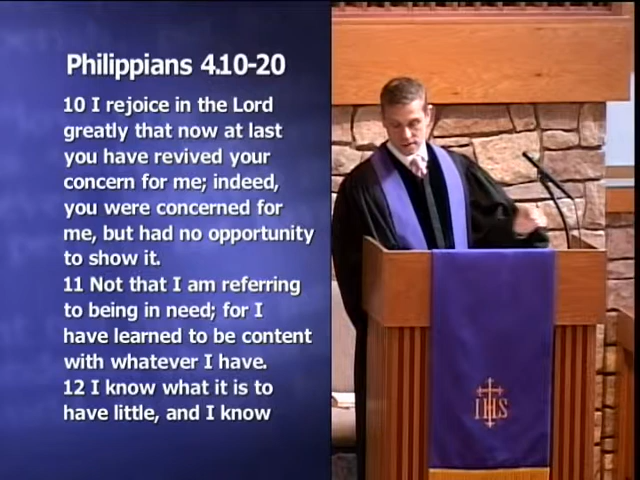 Philippians 4.10-20
10 I rejoice in the Lord
greatly that now at last
you have revived your
concern for me; indeed,
you were concerned for
me, but had no opportunity
to show it.
11 Not that I am referring
to being in need; for I
have learned to be content
with whatever I have.
12 I know what it is to
have little, and I know
IHS